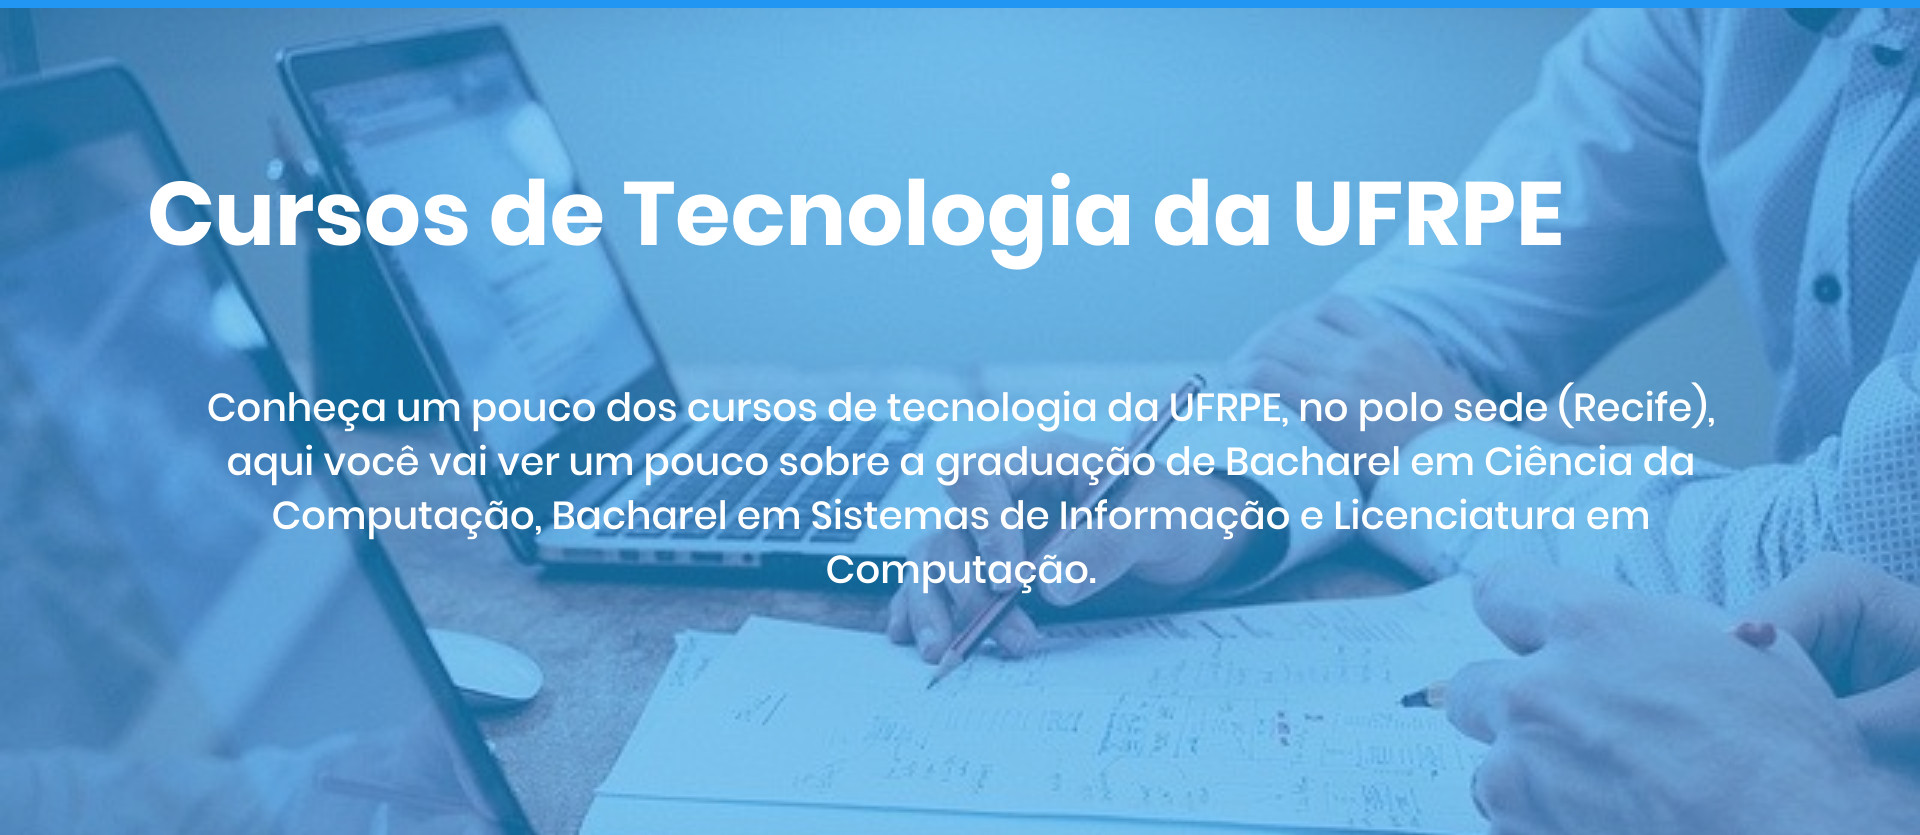 Cursos de Tecnologia da UFRPE
Conheça um pouco dos cursos de tecnologia da UFRPE, no polo sede (Recife),
aqui você vai ver um pouco sobre a graduação de Bacharel em Ciência da
Computação, Bacharel em Sistemas de Informação e Licenciatura em
Computação.